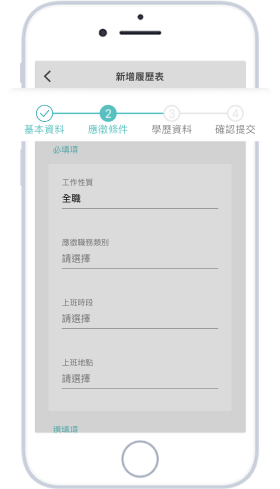 新增履歷表
2 3 4
基本資料 應徵條件 學歷資料 確認提交
必填項
工作性質
全職
應徵職務類別
請選擇
上班時段
請選擇
上班地點
請選擇
選填項